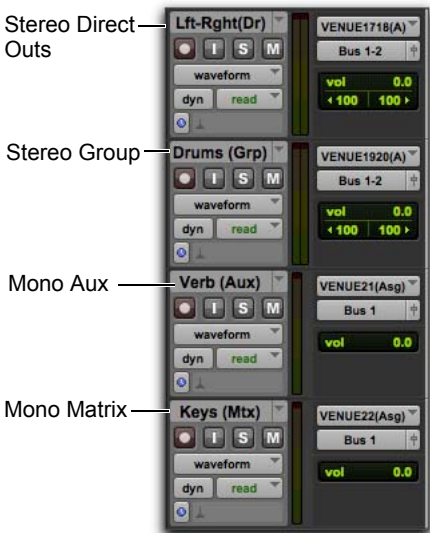 Stereo Direct
Outs
Lft-Rght(Dr)
VENUE1718(A)
I S M
Bus 1-2
waveform
vol 0.0
dyn read
100 100
Stereo Group
Drums (Grp)
VENUE1920(A)
I S M
Bus 1-2
waveform
vol 0.0
dyn read
100 100
Mono Aux
Verb (Aux)
VENUE21(Asg)
I S M
Bus 1
waveform
vol 0.0
dyn read
Mono Matrix
Keys (Mtx)
VENUE22(Asg)
I S M
Bus 1
waveform
vol 0.0
dyn read